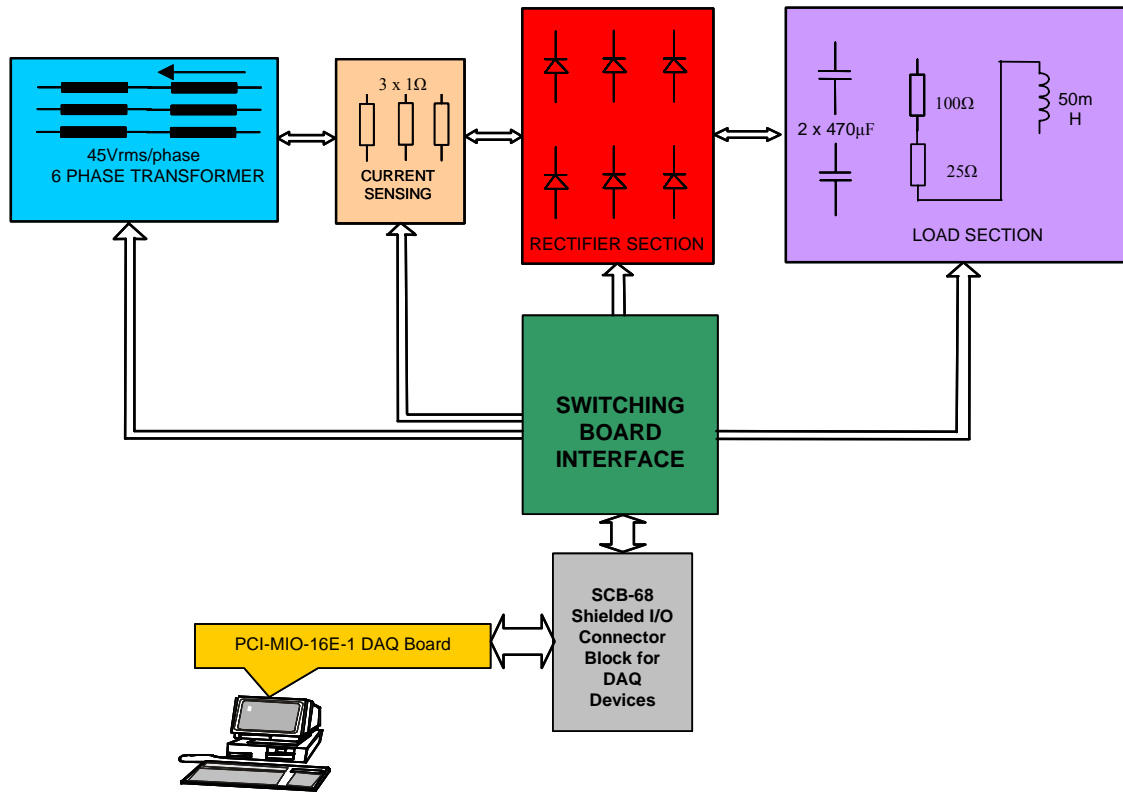 45Vrms/phase
6 PHASE TRANSFORMER
3 x 1Ω
CURRENT
SENSING
RECTIFIER SECTION
2 x 470µF
100Ω
25Ω
50m
H
LOAD SECTION
SWITCHING
BOARD
INTERFACE
SCB-68
Shielded I/O
Connector
Block for
DAQ
Devices
PCI-MIO-16E-1 DAQ Board